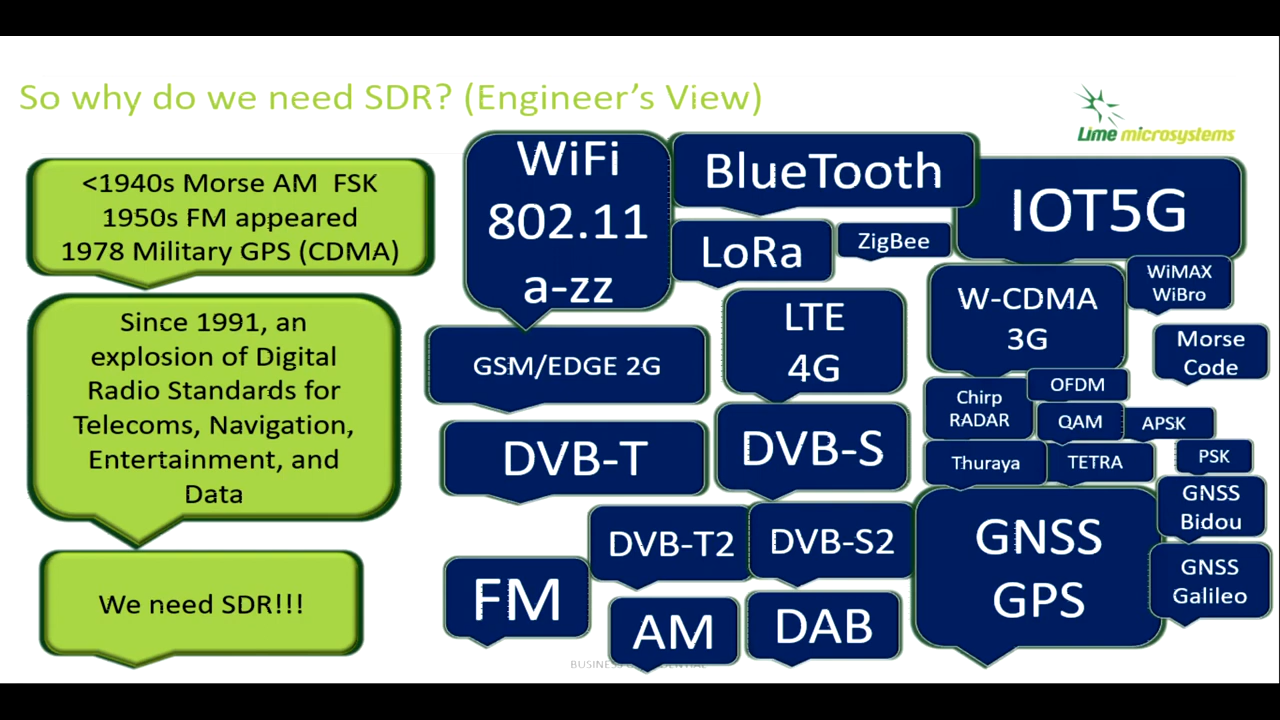 So why do we need SDR? (Engineer's View)
Lime microsystems
<1940s Morse AM FSK
1950s FM appeared
1978 Military GPS (CDMA)
Since 1991, an
explosion of Digital
Radio Standards for
Telecoms, Navigation,
Entertainment, and
Data
We need SDR!!!
WiFi
802.11
a-zz
BlueTooth
IOT5G
LoRa
ZigBee
WiMAX
WiBro
W-CDMA
3G
LTE
4G
Morse
Code
GSM/EDGE 2G
OFDM
Chirp
RADAR
QAM
APSK
DVB-T
DVB-S
Thuraya
TETRA
PSK
GNSS
Bidou
GNSS
GPS
DVB-T2
DVB-S2
GNSS
Galileo
FM
AM
DAB
BUSINESS